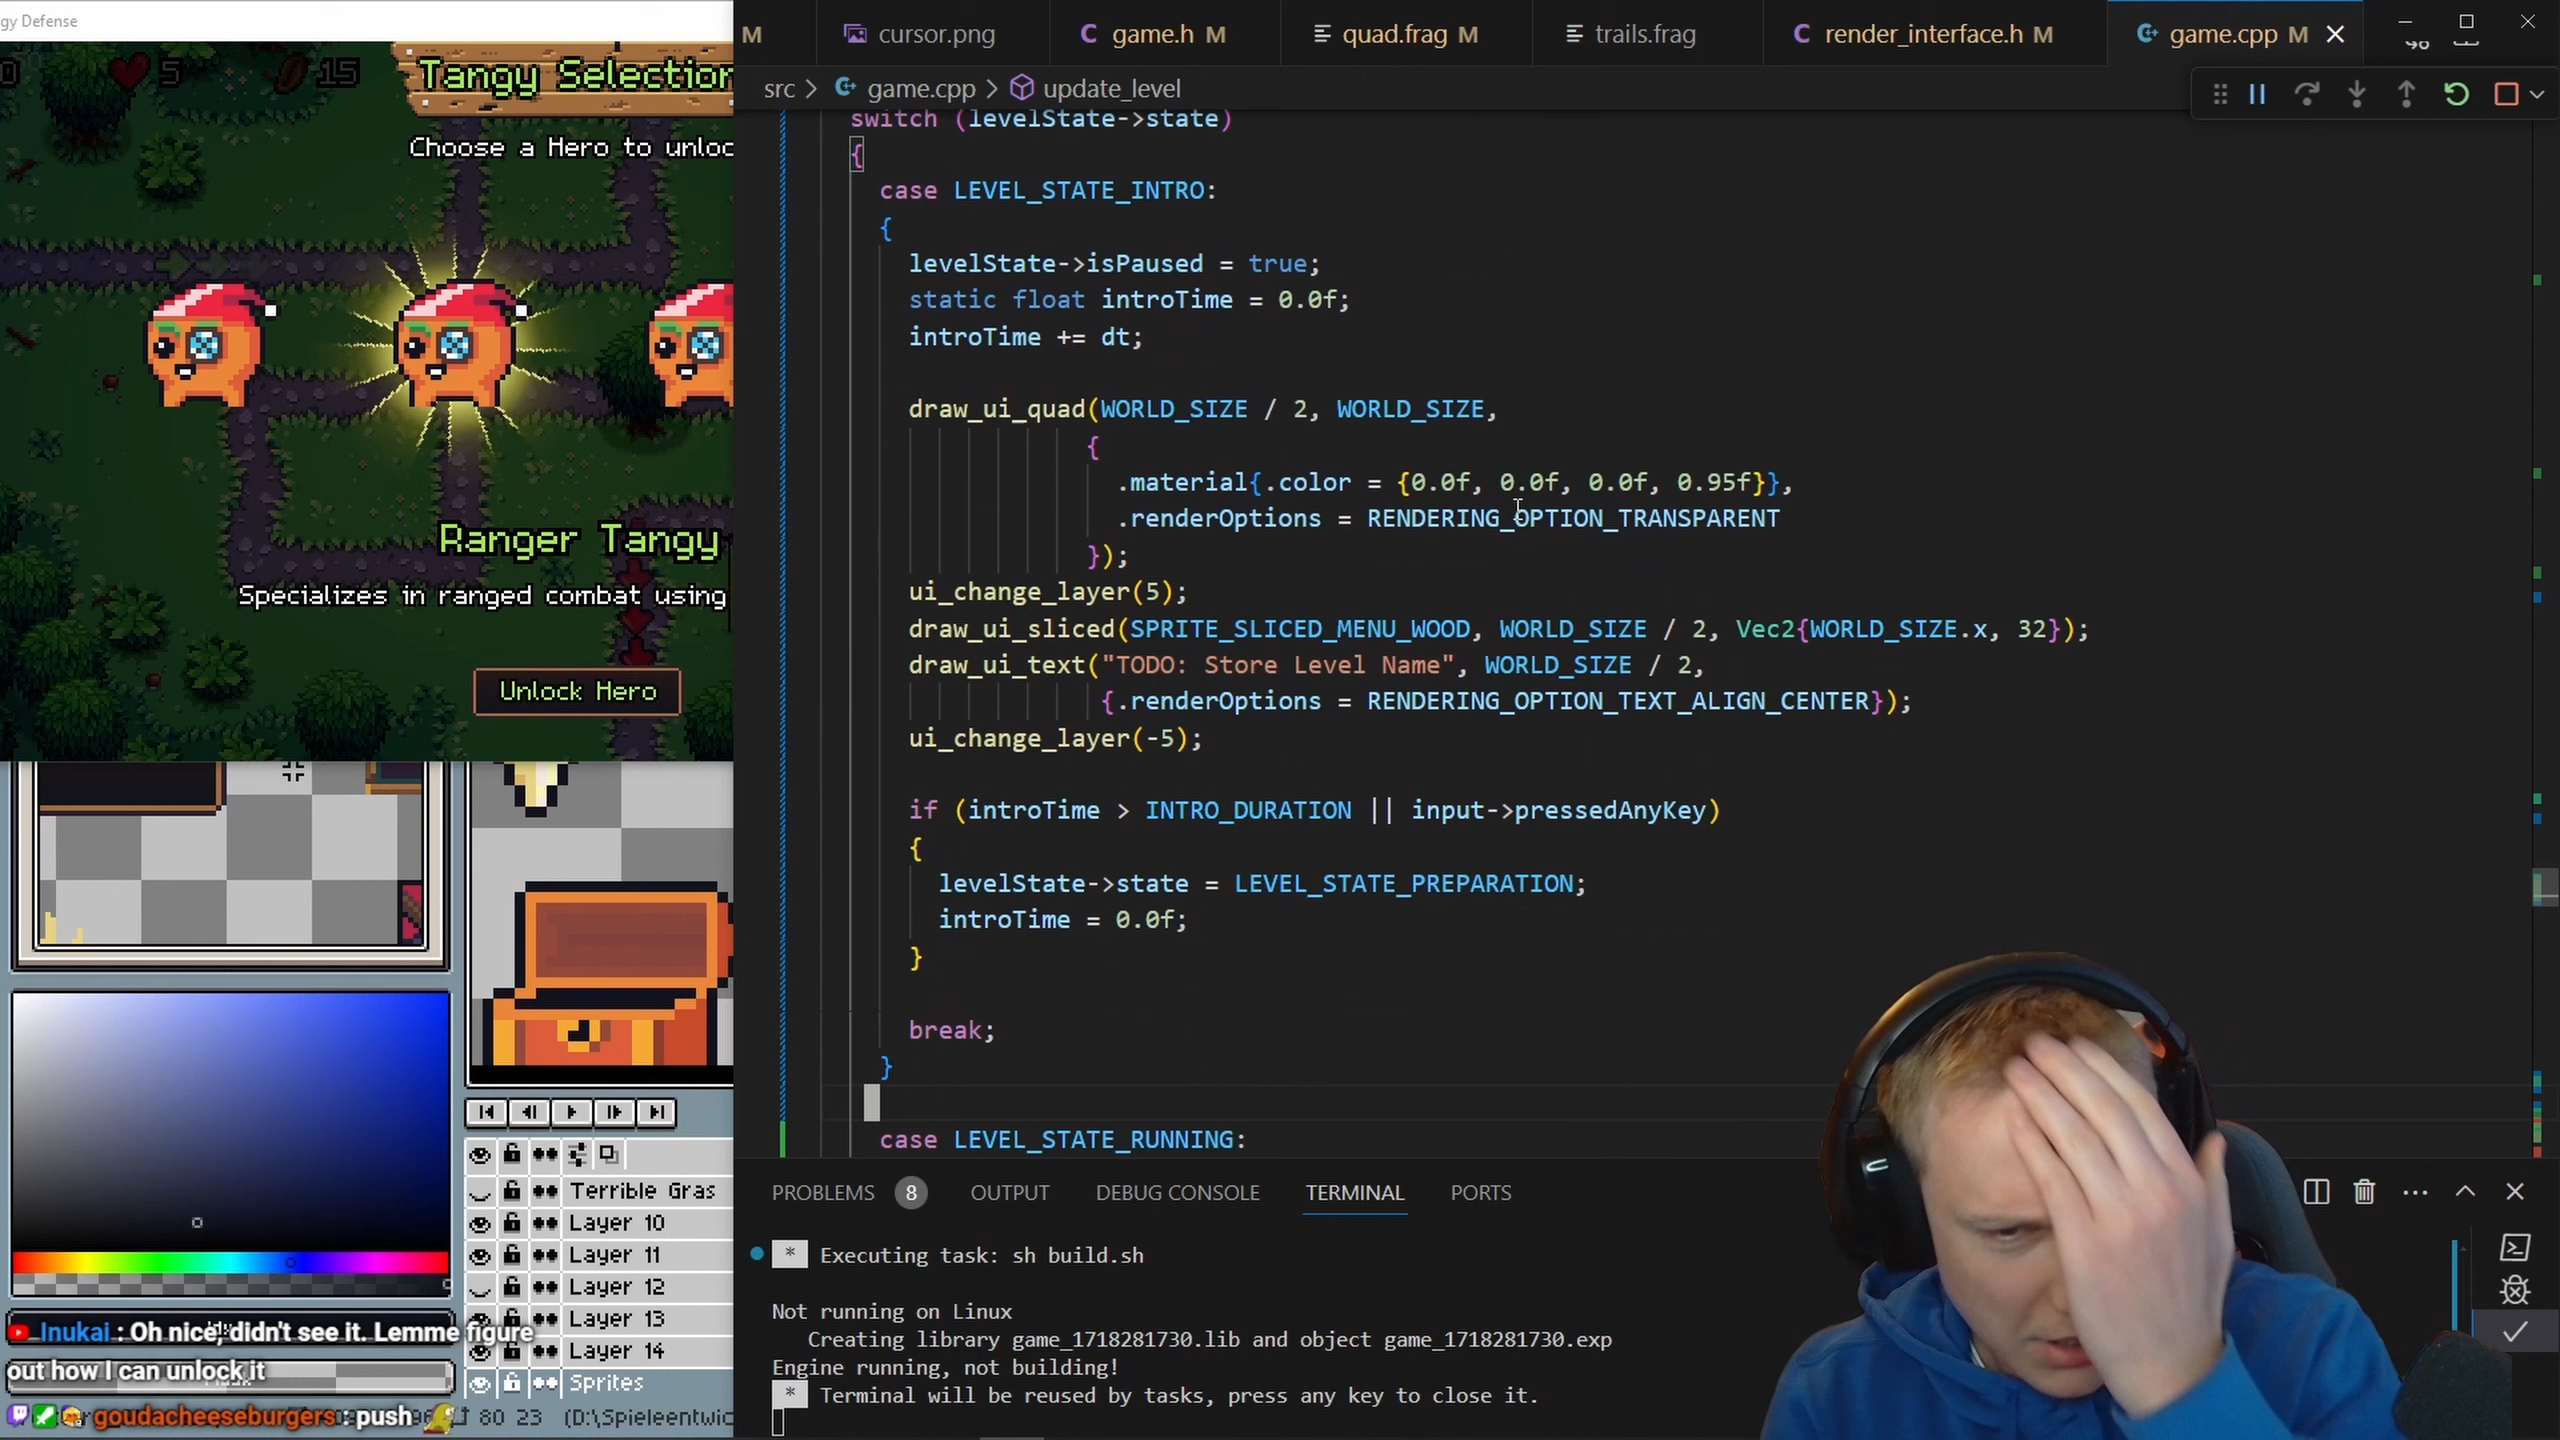 gy Defense
0 5 15
Tangy Selection
Choose a Hero to unloc
Ranger Tangy
Specializes in ranged combat using
Unlock Hero
M cursor.png game.h M quad.frag M trails.frag render_interface.h M game.cpp M
src > game.cpp > update_level
switch (levelState->state)
{
case LEVEL_STATE_INTRO:
{
levelState->isPaused = true;
static float introTime = 0.0f;
introTime += dt;
draw_ui_quad(WORLD_SIZE / 2, WORLD_SIZE,
{
.material{.color = {0.0f, 0.0f, 0.0f, 0.95f}},
.renderOptions = RENDERING_OPTION_TRANSPARENT
});
ui_change_layer(5);
draw_ui_sliced(SPRITE_SLICED_MENU_WOOD, WORLD_SIZE / 2, Vec2{WORLD_SIZE.x, 32});
draw_ui_text("TODO: Store Level Name", WORLD_SIZE / 2,
{.renderOptions = RENDERING_OPTION_TEXT_ALIGN_CENTER});
ui_change_layer(-5);
if (introTime > INTRO_DURATION || input->pressedAnyKey)
{
levelState->state = LEVEL_STATE_PREPARATION;
introTime = 0.0f;
}
break;
}
case LEVEL_STATE_RUNNING:
PROBLEMS 8 OUTPUT DEBUG CONSOLE TERMINAL PORTS
* Executing task: sh build.sh
Not running on Linux
Creating library game_1718281730.lib and object game_1718281730.exp
Engine running, not building!
* Terminal will be reused by tasks, press any key to close it.
Terrible Gras
Layer 10
Layer 11
Layer 12
Layer 13
Layer 14
Sprites
Inukai : Oh nice, didn't see it. Lemme figure
out how I can unlock it
goudacheeseburgers : push
80 23 (D:\Spieleentwic